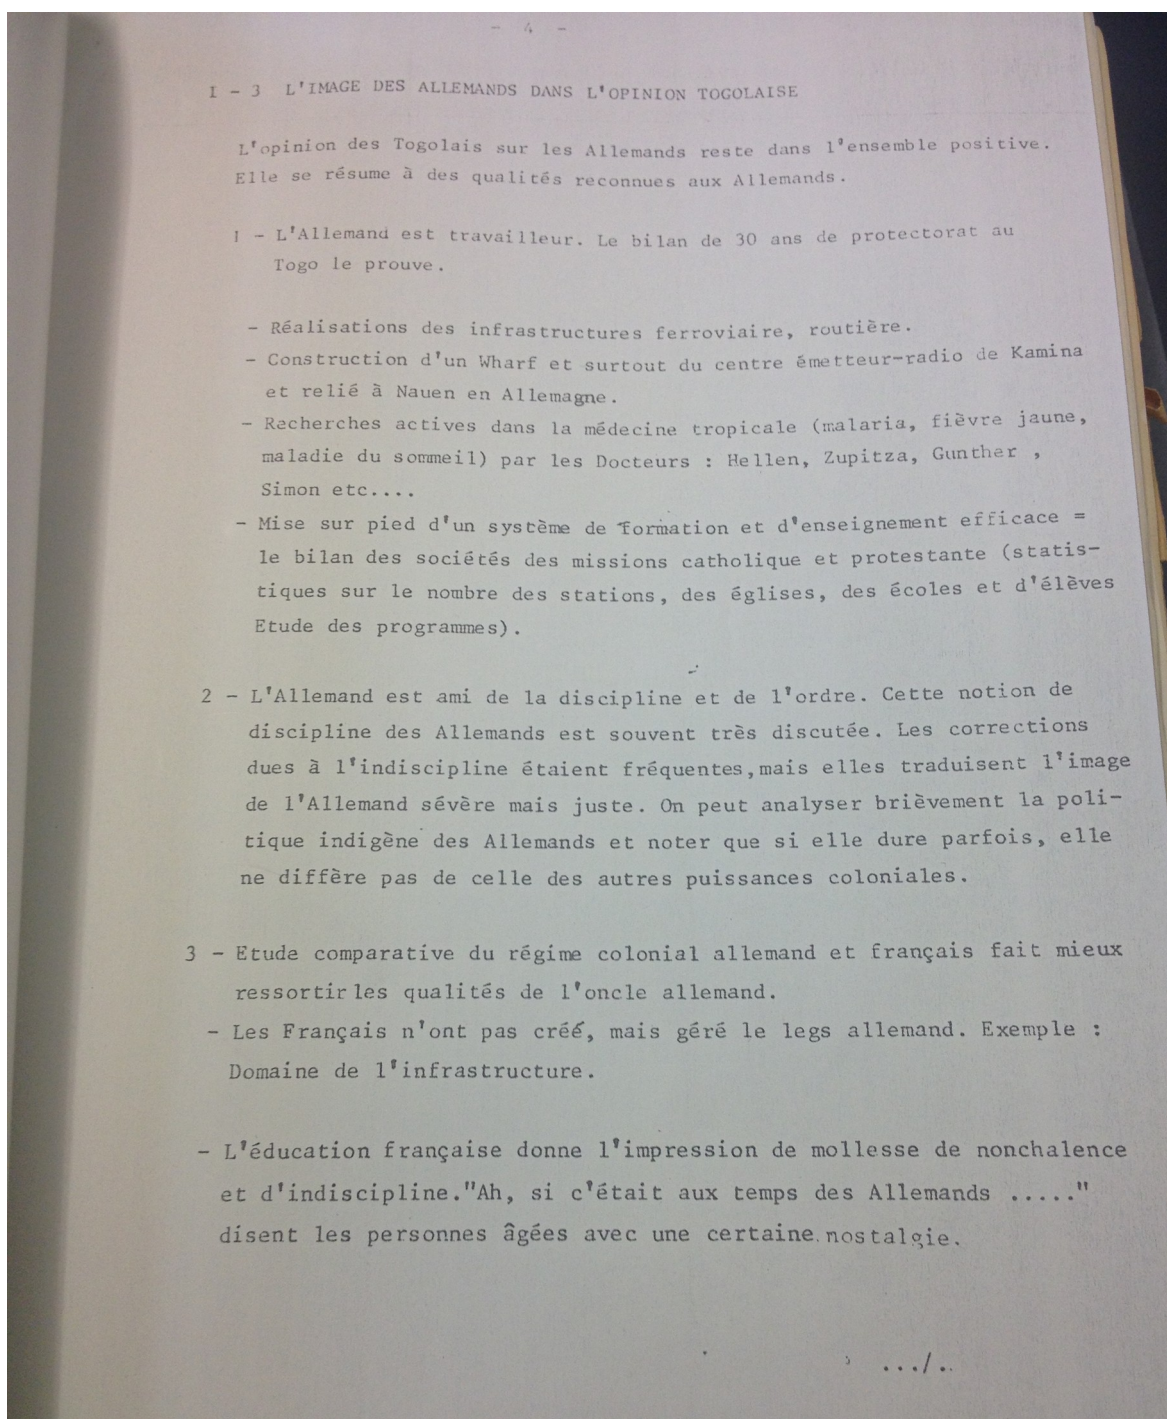 - 4 -
I - 3 L'IMAGE DES ALLEMANDS DANS L'OPINION TOGOLAISE
L'opinion des Togolais sur les Allemands reste dans l'ensemble positive.
Elle se résume à des qualités reconnues aux Allemands.
1 - L'Allemand est travailleur. Le bilan de 30 ans de protectorat au
Togo le prouve.
- Réalisations des infrastructures ferroviaire, routière.
- Construction d'un Wharf et surtout du centre émetteur-radio de Kamina
et relié à Nauen en Allemagne.
- Recherches actives dans la médecine tropicale (malaria, fièvre jaune,
maladie du sommeil) par les Docteurs : Hellen, Zupitza, Gunther ,
Simon etc....
- Mise sur pied d'un système de formation et d'enseignement efficace =
le bilan des sociétés des missions catholique et protestante (statis-
tiques sur le nombre des stations, des églises, des écoles et d'élèves
Etude des programmes).
2 - L'Allemand est ami de la discipline et de l'ordre. Cette notion de
discipline des Allemands est souvent très discutée. Les corrections
dues à l'indiscipline étaient fréquentes,mais elles traduisent l'image
de l'Allemand sévère mais juste. On peut analyser brièvement la poli-
tique indigène des Allemands et noter que si elle dure parfois, elle
ne diffère pas de celle des autres puissances coloniales.
3 - Etude comparative du régime colonial allemand et français fait mieux
ressortir les qualités de l'oncle allemand.
- Les Français n'ont pas créé, mais géré le legs allemand. Exemple :
Domaine de l'infrastructure.
- L'éducation française donne l'impression de mollesse de nonchalence
et d'indiscipline."Ah, si c'était aux temps des Allemands ....."
disent les personnes âgées avec une certaine nostalgie.
.../..